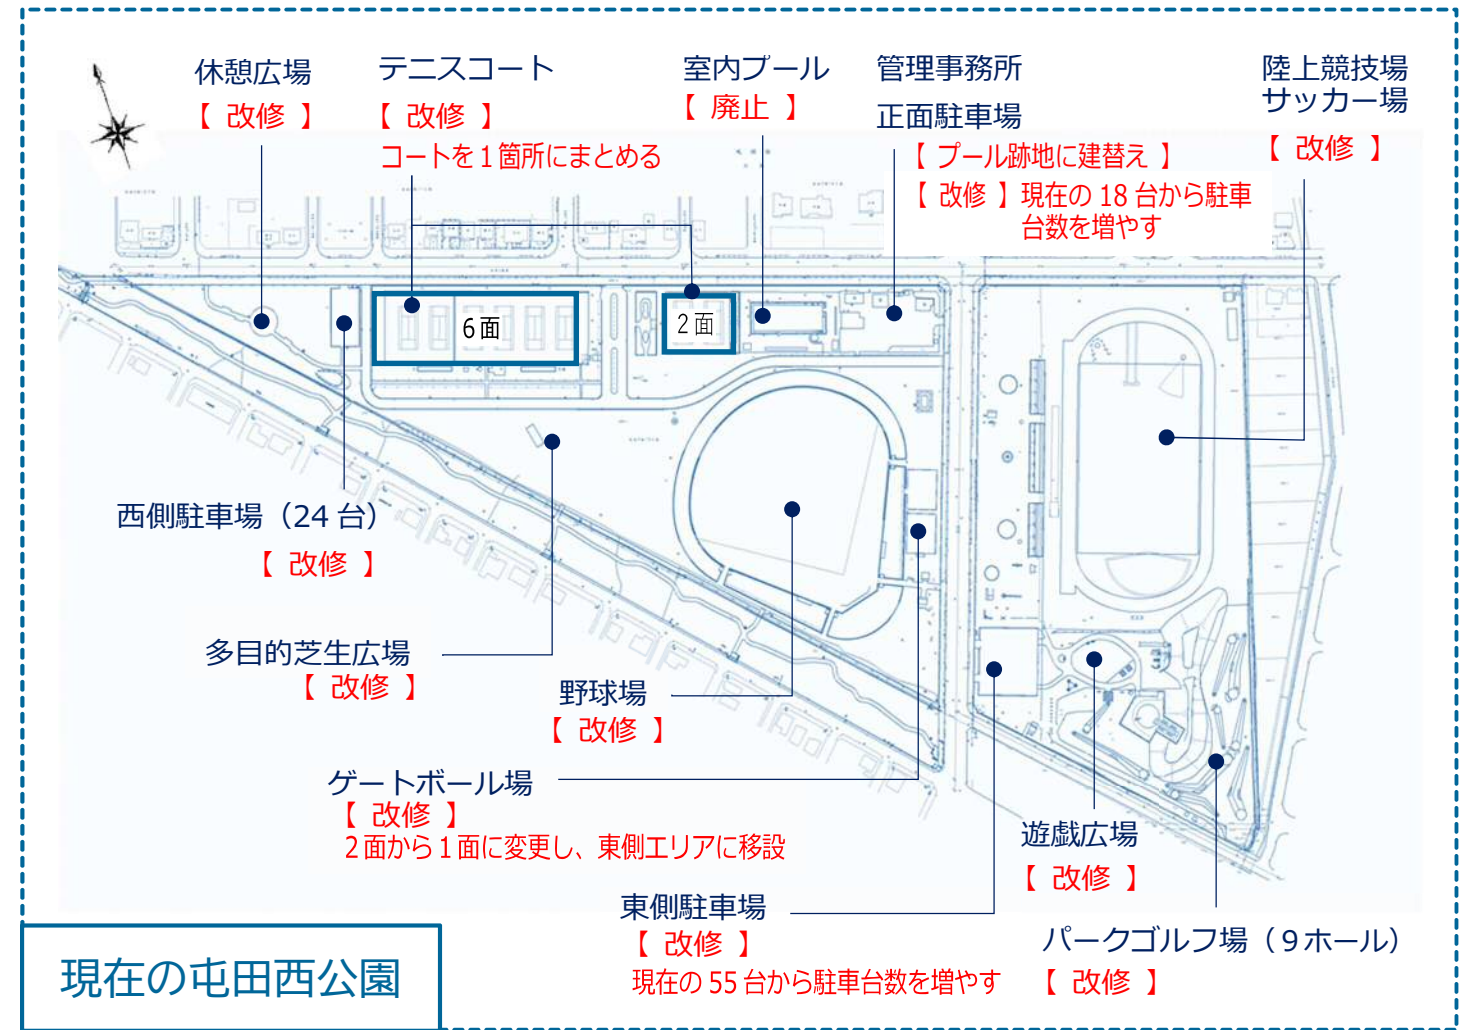 休憩広場
【 改修 】
テニスコート
【 改修 】
コートを１箇所にまとめる
室内プール
【 廃止 】
管理事務所
正面駐車場
【 プール跡地に建替え 】
【 改修 】現在の 18 台から駐車
台数を増やす
陸上競技場
サッカー場
【 改修 】
6面
2面
西側駐車場（24 台）
【 改修 】
多目的芝生広場
【 改修 】
野球場
【 改修 】
ゲートボール場
【 改修 】
２面から１面に変更し、東側エリアに移設
遊戯広場
【 改修 】
東側駐車場
【 改修 】
現在の 55 台から駐車台数を増やす
パークゴルフ場（９ホール）
【 改修 】
現在の屯田西公園